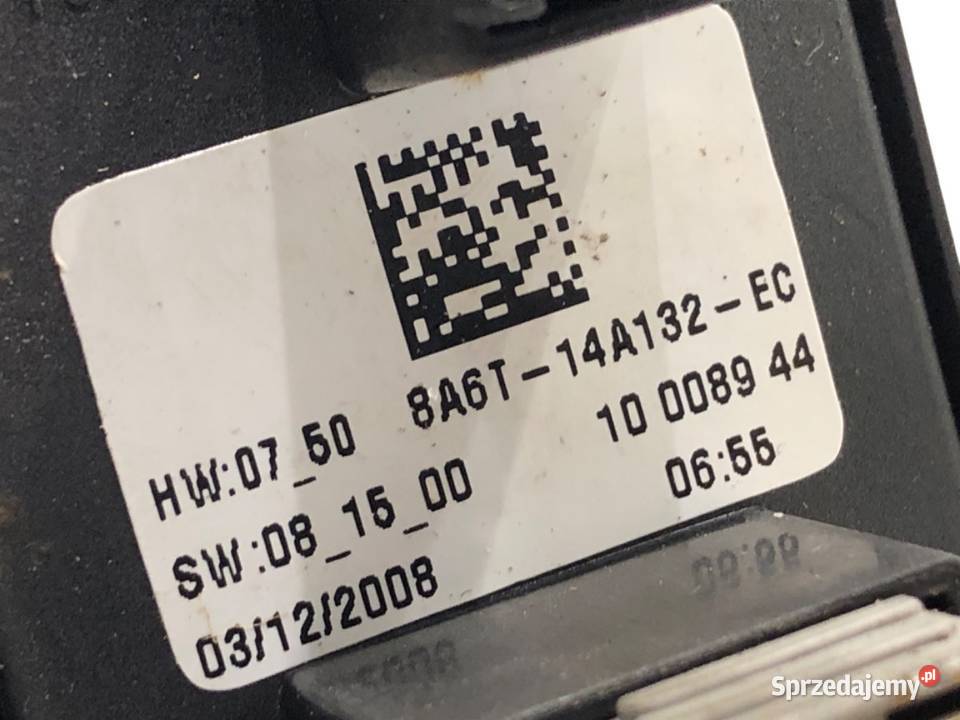 8A6T-14A132-EC
HW:07_50 10 0089 44
SW:08_15_00 06:55
03/12/2008
Sprzedajemy.pl